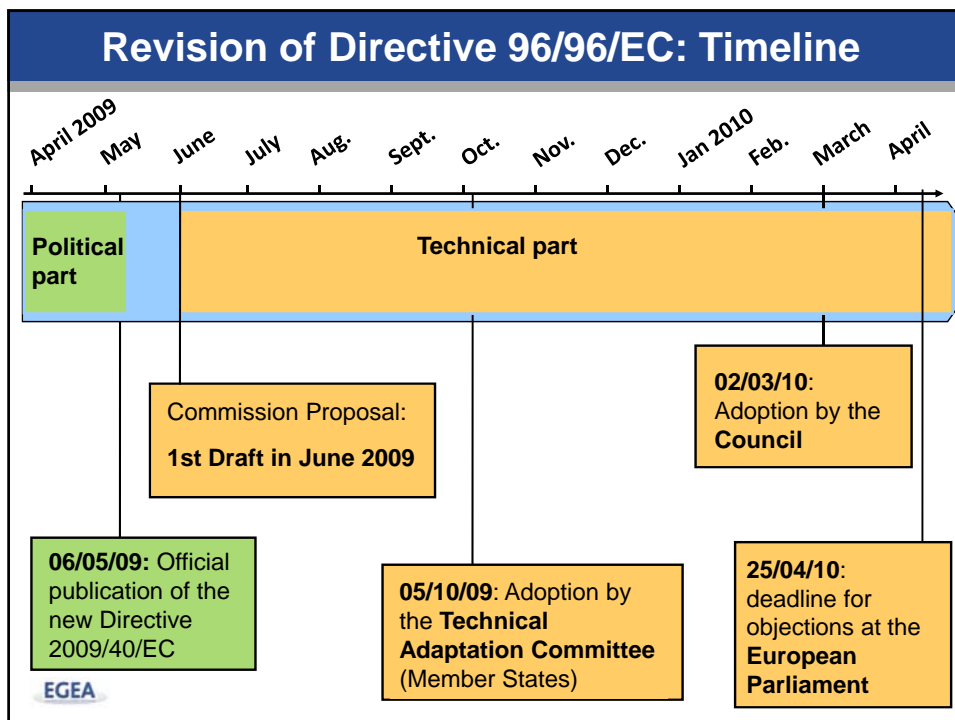 Revision of Directive 96/96/EC: Timeline
April 2009
May
June
July
Aug.
Sept.
Oct.
Nov.
Dec.
Jan 2010
Feb.
March
April
Political
part
Technical part
Commission Proposal:
1st Draft in June 2009
02/03/10:
Adoption by the
Council
06/05/09: Official
publication of the
new Directive
2009/40/EC
05/10/09: Adoption by
the Technical
Adaptation Committee
(Member States)
25/04/10:
deadline for
objections at the
European
Parliament
EGEA